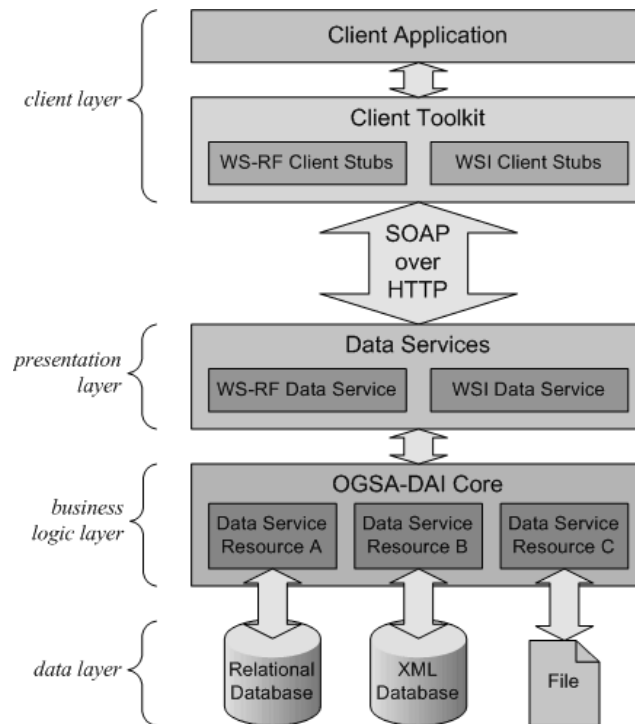 Client Application
client layer
Client Toolkit
WS-RF Client Stubs
WSI Client Stubs
SOAP
over
HTTP
presentation
layer
Data Services
WS-RF Data Service
WSI Data Service
business
logic layer
OGSA-DAI Core
Data Service
Resource A
Data Service
Resource B
Data Service
Resource C
data layer
Relational
Database
XML
Database
File